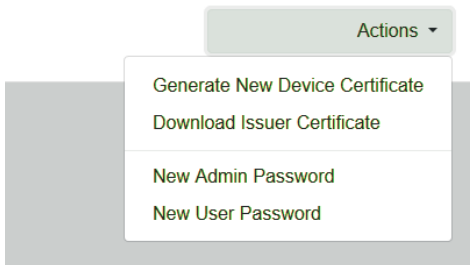 Actions
Generate New Device Certificate
Download Issuer Certificate
New Admin Password
New User Password